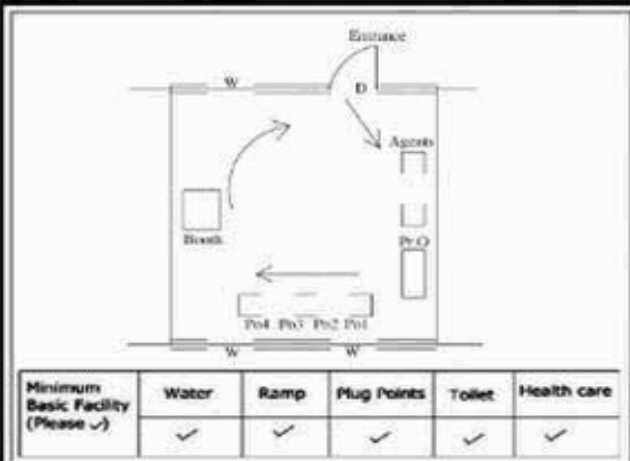 Entrance
W
D
Agents
Booth
Pr.O
Po4 Po3 Po2 Po1
W W
Minimum Basic Facility (Please ✓) Water Ramp Plug Points Toilet Health care
✓ ✓ ✓ ✓ ✓